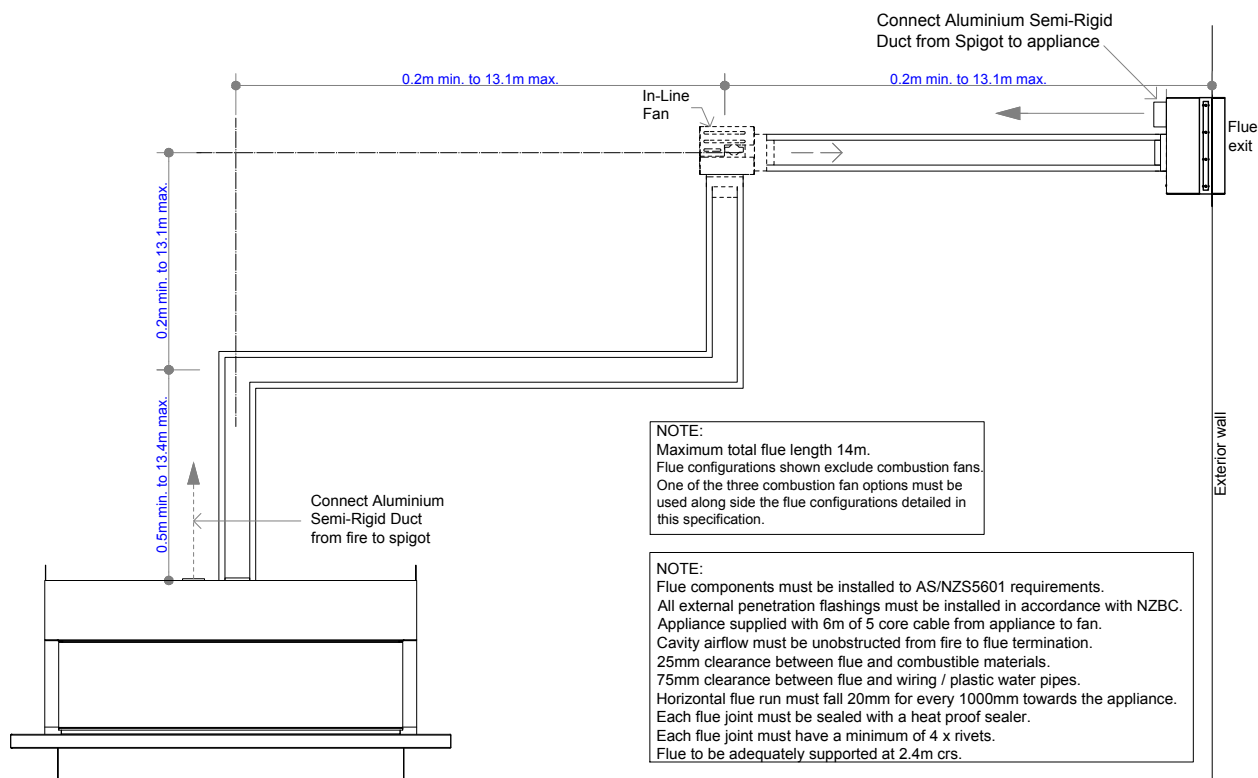 Connect Aluminium Semi-Rigid
Duct from Spigot to appliance
0.2m min. to 13.1m max.
0.2m min. to 13.1m max.
In-Line
Fan
Flue
exit
0.2m min. to 13.1m max.
0.5m min. to 13.4m max.
Connect Aluminium
Semi-Rigid Duct
from fire to spigot
Exterior wall
NOTE:
Maximum total flue length 14m.
Flue configurations shown exclude combustion fans.
One of the three combustion fan options must be
used along side the flue configurations detailed in
this specification.
NOTE:
Flue components must be installed to AS/NZS5601 requirements.
All external penetration flashings must be installed in accordance with NZBC.
Appliance supplied with 6m of 5 core cable from appliance to fan.
Cavity airflow must be unobstructed from fire to flue termination.
25mm clearance between flue and combustible materials.
75mm clearance between flue and wiring / plastic water pipes.
Horizontal flue run must fall 20mm for every 1000mm towards the appliance.
Each flue joint must be sealed with a heat proof sealer.
Each flue joint must have a minimum of 4 x rivets.
Flue to be adequately supported at 2.4m crs.